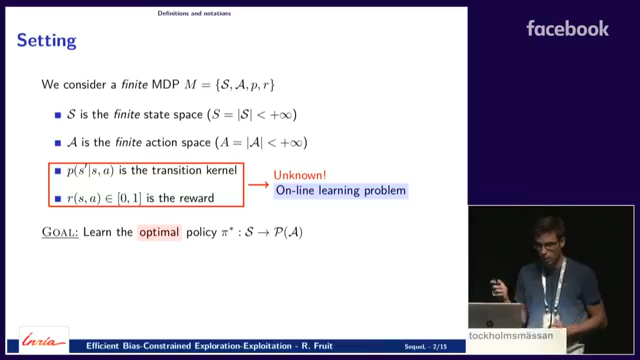 Definitions and notations
Setting
We consider a finite MDP M = {S, A, p, r}
S is the finite state space (S = |S| < +∞)
A is the finite action space (A = |A| < +∞)
p(s′|s, a) is the transition kernel
r(s, a) ∈ [0, 1] is the reward
Unknown!
On-line learning problem
GOAL: Learn the optimal policy π* : S → P(A)
Inria
Efficient Bias-Constrained Exploration-Exploitation - R. Fruit
SequeL - 2/15
facebook
tockholmsmässan